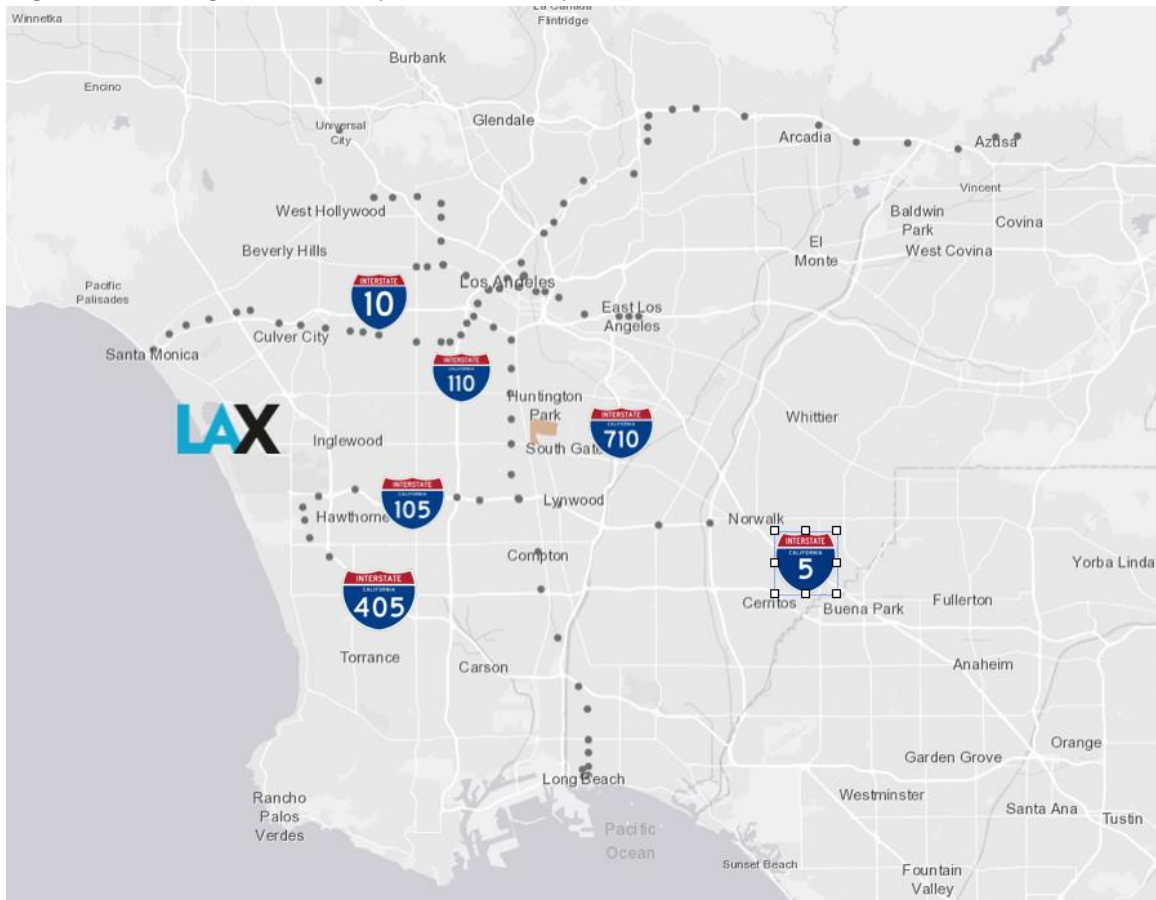 La Canada
Flintridge
Winnetka
Burbank
Encino
Universal
City
Glendale
Arcadia
Azusa
Vincent
West Hollywood
Baldwin
Park
Covina
Beverly Hills
El
Monte
West Covina
Pacific
Palisades
Los Angeles
INTERSTATE
10
East Los
Angeles
Culver City
Santa Monica
INTERSTATE
CALIFORNIA
110
Huntington
Park
INTERSTATE
CALIFORNIA
710
Whittier
LAX
Inglewood
South Gate
INTERSTATE
CALIFORNIA
105
Lynwood
Hawthorne
Norwalk
INTERSTATE
CALIFORNIA
5
Compton
Yorba Linda
INTERSTATE
CALIFORNIA
405
Cerritos
Buena Park
Fullerton
Torrance
Carson
Anaheim
Orange
Garden Grove
Long Beach
Westminster
Rancho
Palos
Verdes
Santa Ana
Tustin
Pacific
Ocean
Sunset Beach
Fountain
Valley